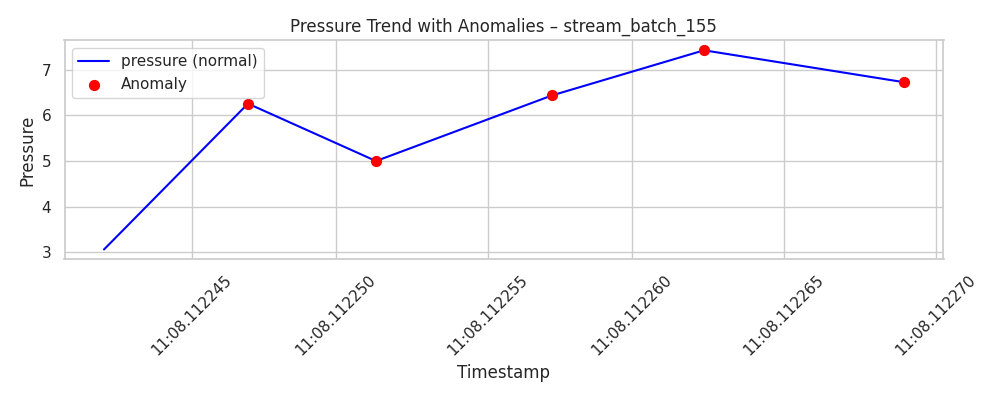 Pressure Trend with Anomalies – stream_batch_155
pressure (normal)
Anomaly
Pressure
7
6
5
4
3
11:08.112245
11:08.112250
11:08.112255
11:08.112260
11:08.112265
11:08.112270
Timestamp